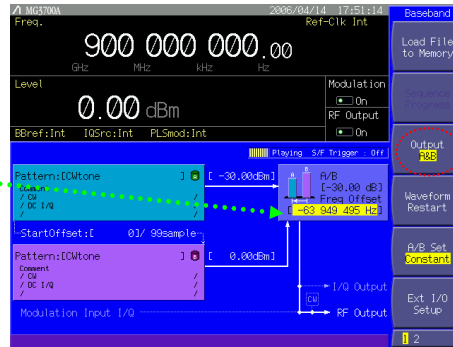 MG3700A 2006/04/14 17:51:14
Freq. Ref-Clk Int
900 000 000.00
GHz MHz kHz Hz
Level
0.00 dBm
Modulation
On
RF Output
On
BBref:Int IQSrc:Int PLSmod:Int
Playing S/F Trigger : Off
Pattern:[CWtone ] [ -30.00dBm]
Comment
/ CW /
/ DC I/Q /
/ /
A/B
[-30.00 dB]
Freq Offset
[ -63 949 495 Hz]
StartOffset:[ 0]/ 99sample
Pattern:[CWtone ] [ 0.00dBm]
Comment
/ CW /
/ DC I/Q /
/ /
I/Q Output
CW
Modulation Input I/Q RF Output
Baseband
Load File
to Memory
Sequence
Progress
Output
A&B
Waveform
Restart
A/B Set
Constant
Ext I/O
Setup
1 2